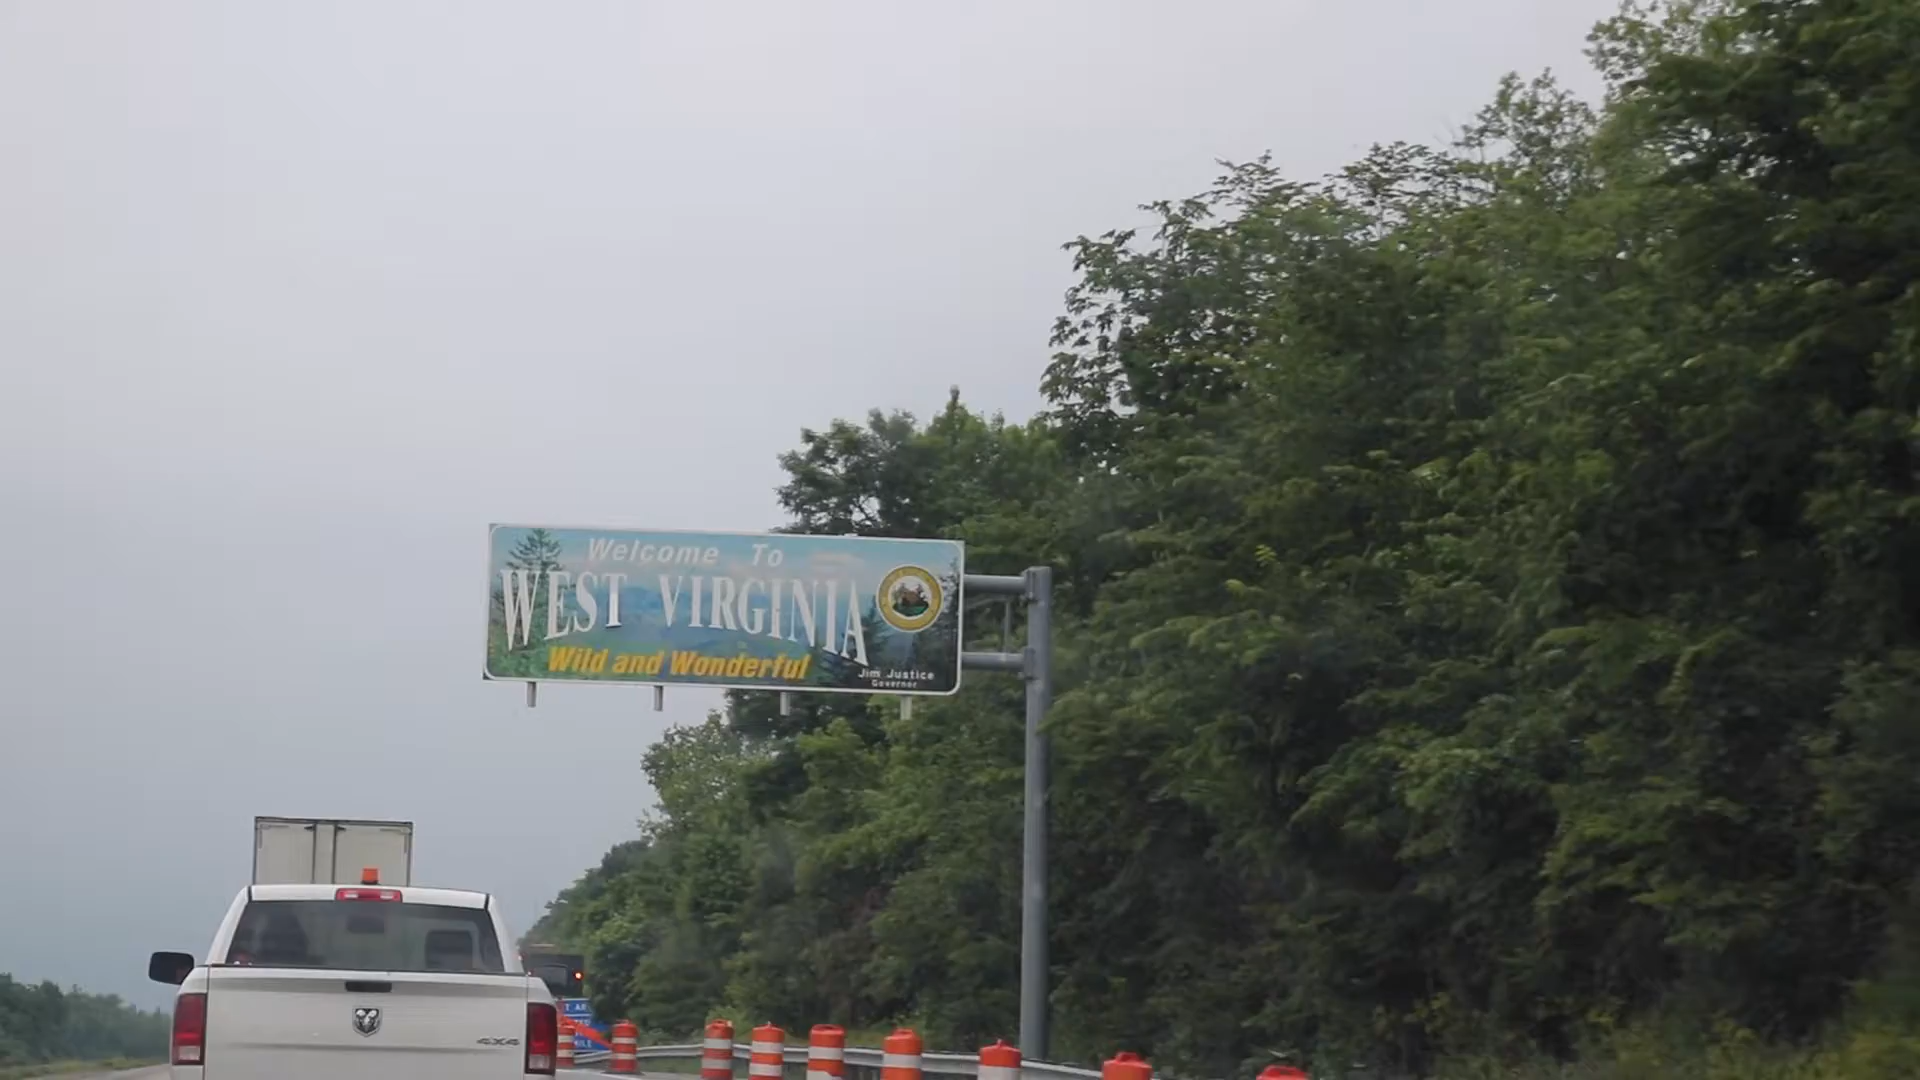 Welcome To
WEST VIRGINIA
Wild and Wonderful
Jim Justice
Governor
4X4